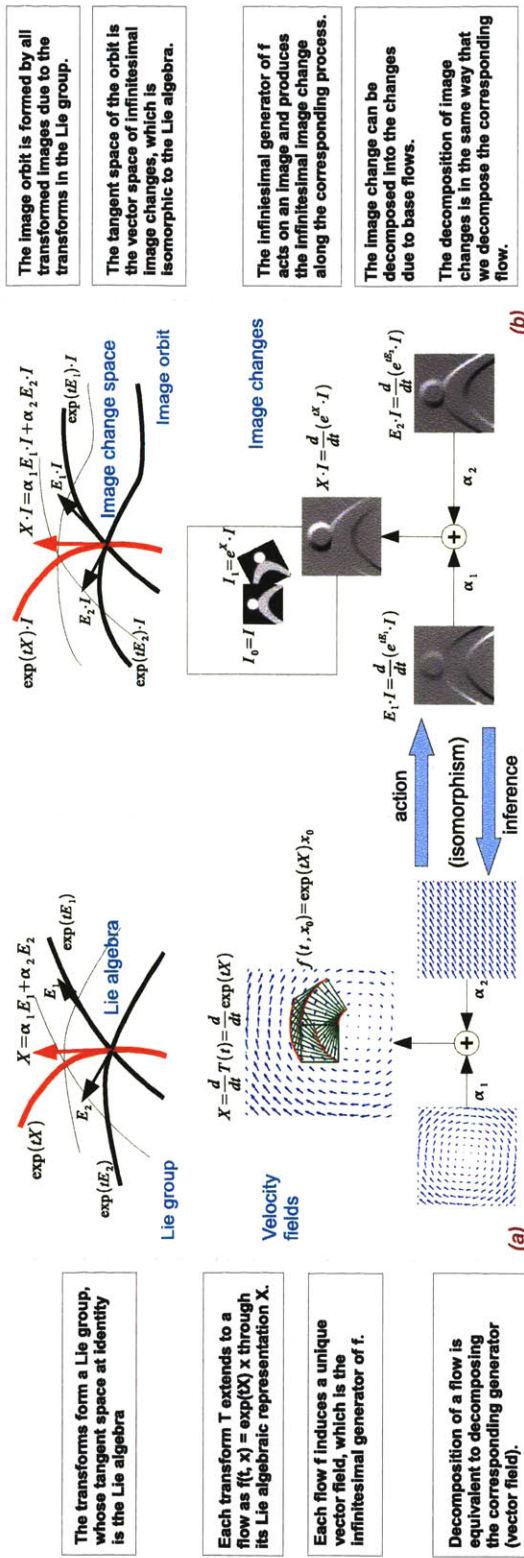 The transforms form a Lie group,
whose tangent space at identity
is the Lie algebra
Each transform T extends to a
flow as f(t, x) = exp(tX) x through
its Lie algebraic representation X.
Each flow f induces a unique
vector field, which is the
infinitesimal generator of f.
Decomposition of a flow is
equivalent to decomposing
the corresponding generator
(vector field).
exp(tX)
X = α₁E₁ + α₂E₂
E₁
exp(tE₁)
E₂
exp(tE₂)
Lie algebra
Lie group
Velocity
fields
X = d/dt T(t) = d/dt exp(tX)
f(t, x₀) = exp(tX) x₀
α₁
+
α₂
(a)
action
(isomorphism)
inference
exp(tX)·I
X·I = α₁E₁·I + α₂E₂·I
E₁·I
exp(tE₁)·I
E₂·I
exp(tE₂)·I
Image change space
Image orbit
Image changes
I₀ = I
I₁ = eˣ·I
X·I = d/dt (eᵗˣ·I)
E₁·I = d/dt (e^{tE₁}·I)
α₁
+
α₂
E₂·I = d/dt (e^{tE₂}·I)
(b)
The image orbit is formed by all
transformed images due to the
transforms in the Lie group.
The tangent space of the orbit is
the vector space of infinitesimal
image changes, which is
isomorphic to the Lie algebra.
The infiniesimal generator of f
acts on an image and produces
the infinitesimal image change
along the corresponding process.
The image change can be
decomposed into the changes
due to base flows.
The decomposition of image
changes is in the same way that
we decompose the corresponding
flow.